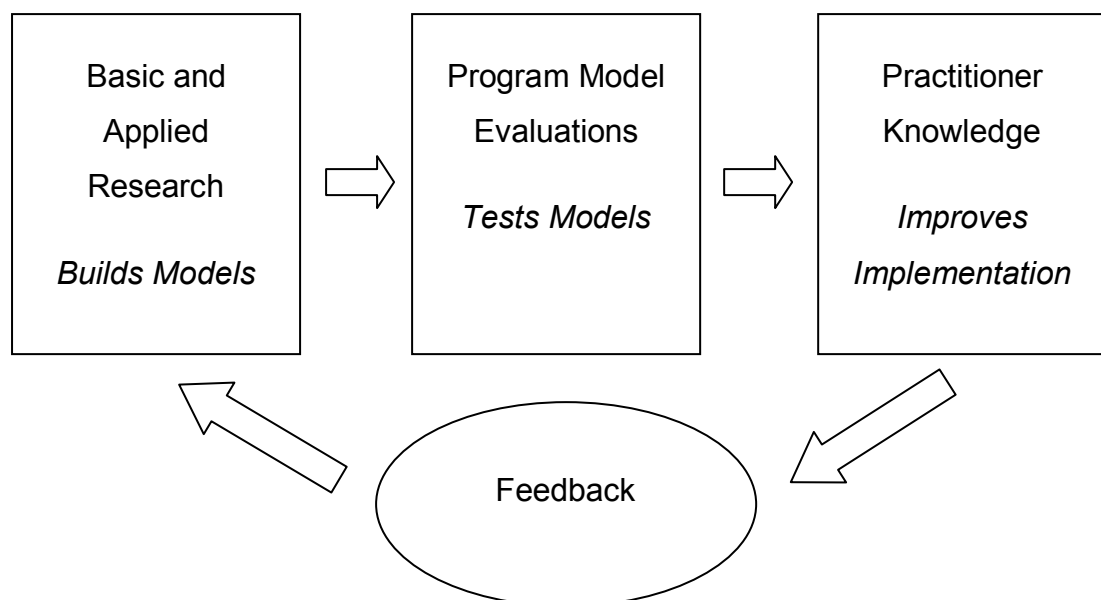 Basic and
Applied
Research
Builds Models
Program Model
Evaluations
Tests Models
Practitioner
Knowledge
Improves
Implementation
Feedback